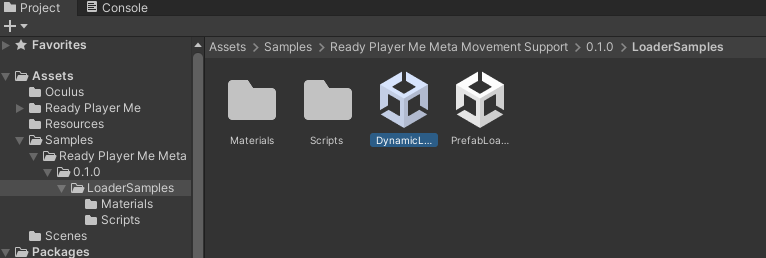 Project
Console
Favorites
Assets
Oculus
Ready Player Me
Resources
Samples
Ready Player Me Meta
0.1.0
LoaderSamples
Materials
Scripts
Scenes
Packages
Assets > Samples > Ready Player Me Meta Movement Support > 0.1.0 > LoaderSamples
Materials
Scripts
DynamicL...
PrefabLoa...